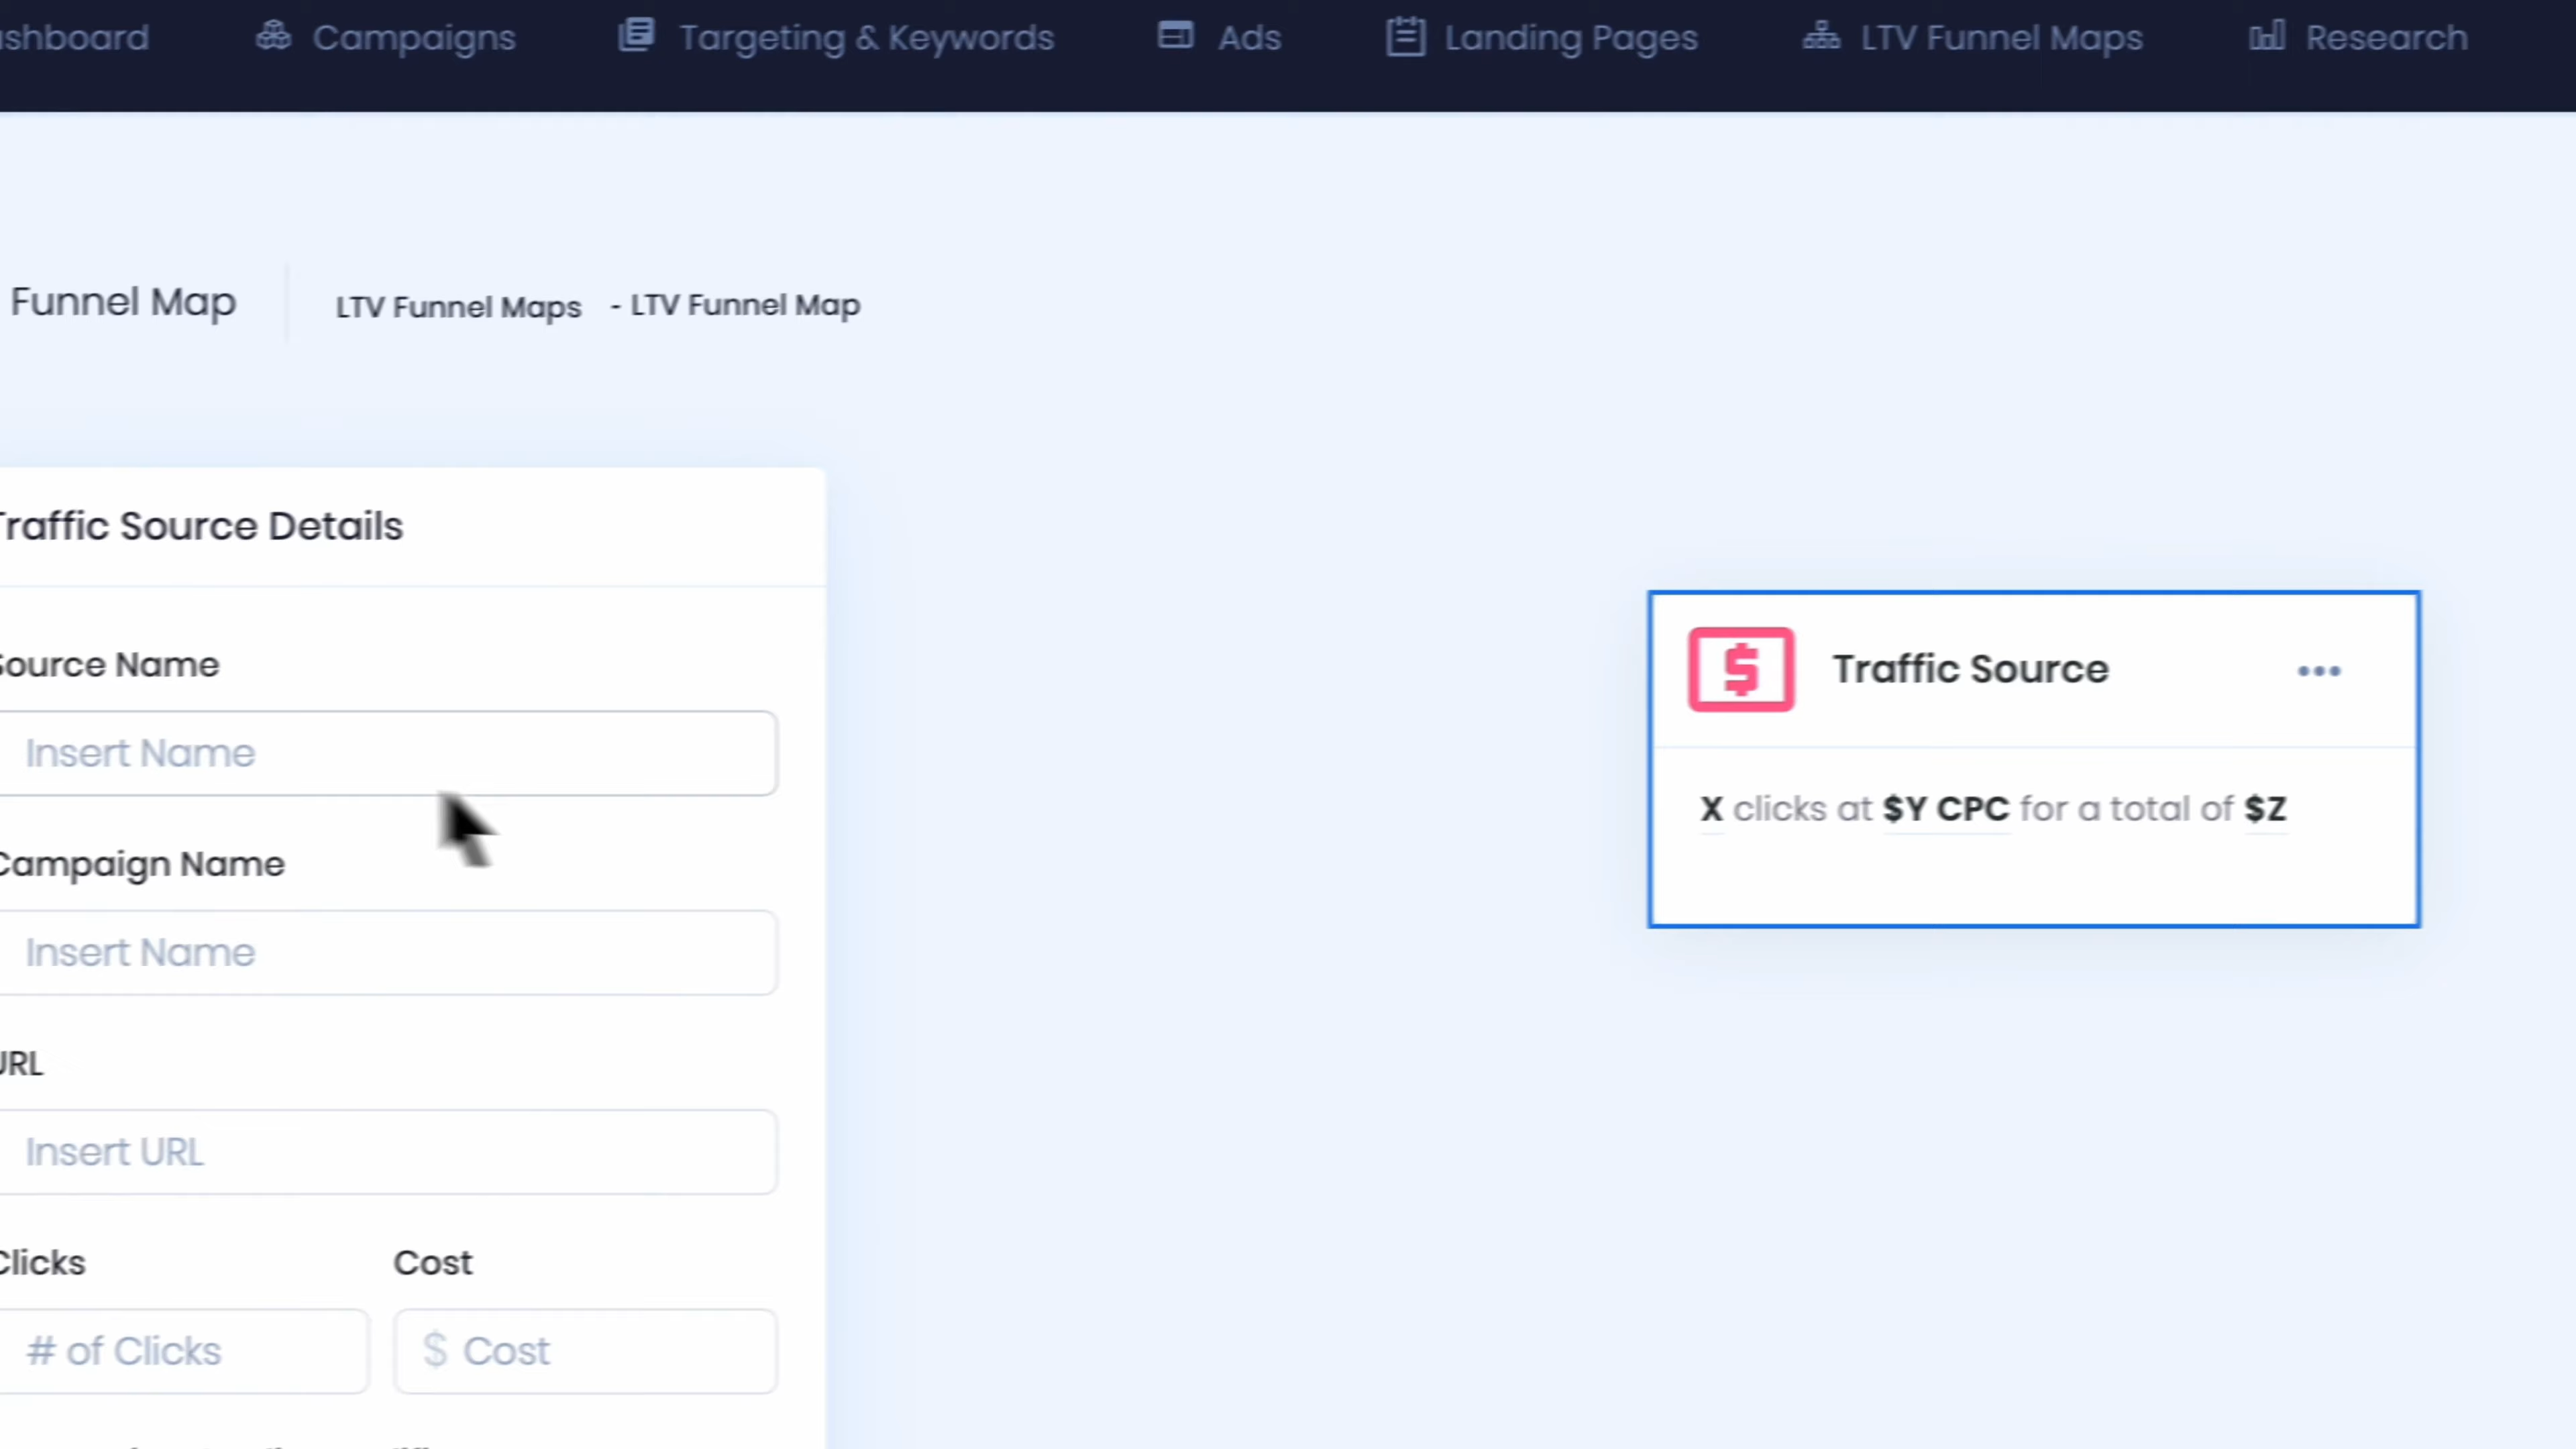 shboard Campaigns Targeting & Keywords Ads Landing Pages LTV Funnel Maps Research
Funnel Map LTV Funnel Maps - LTV Funnel Map
Traffic Source Details
Source Name
Insert Name
Campaign Name
Insert Name
URL
Insert URL
Clicks Cost
# of Clicks $ Cost
Traffic Source
X clicks at $Y CPC for a total of $Z